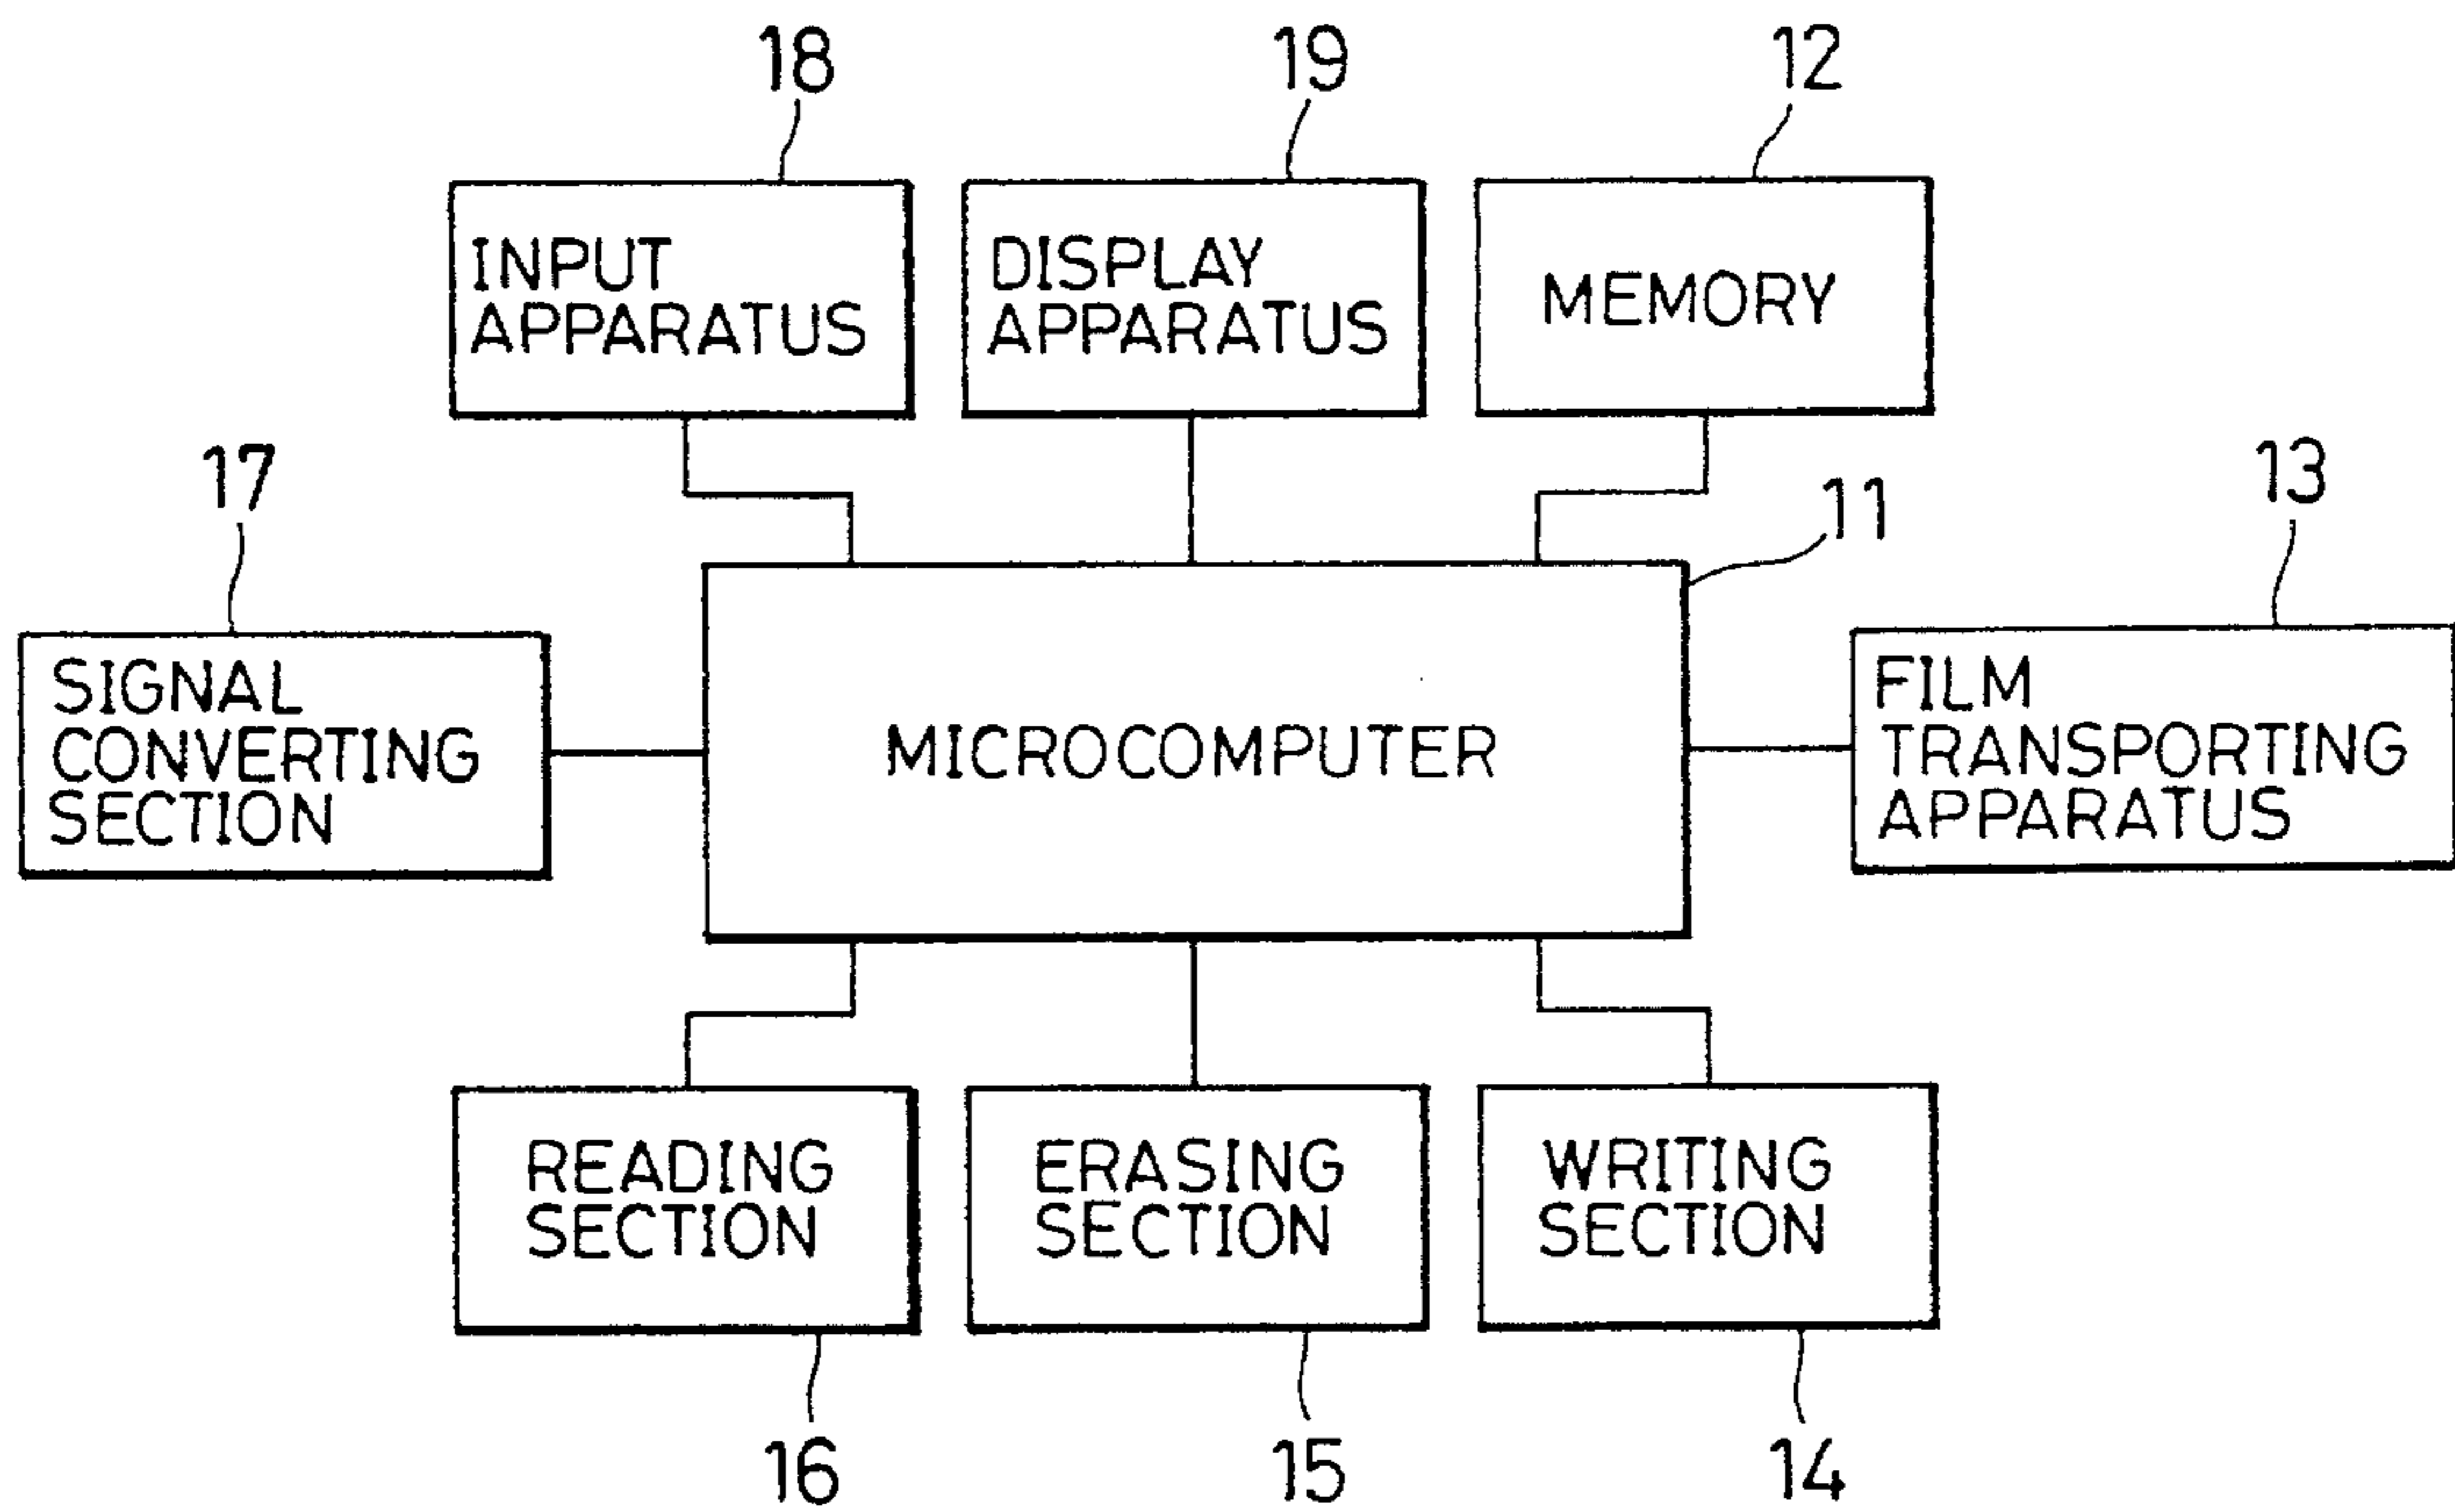 18
19
12
INPUT
APPARATUS
DISPLAY
APPARATUS
MEMORY
17
11
13
SIGNAL
CONVERTING
SECTION
MICROCOMPUTER
FILM
TRANSPORTING
APPARATUS
READING
SECTION
ERASING
SECTION
WRITING
SECTION
16
15
14